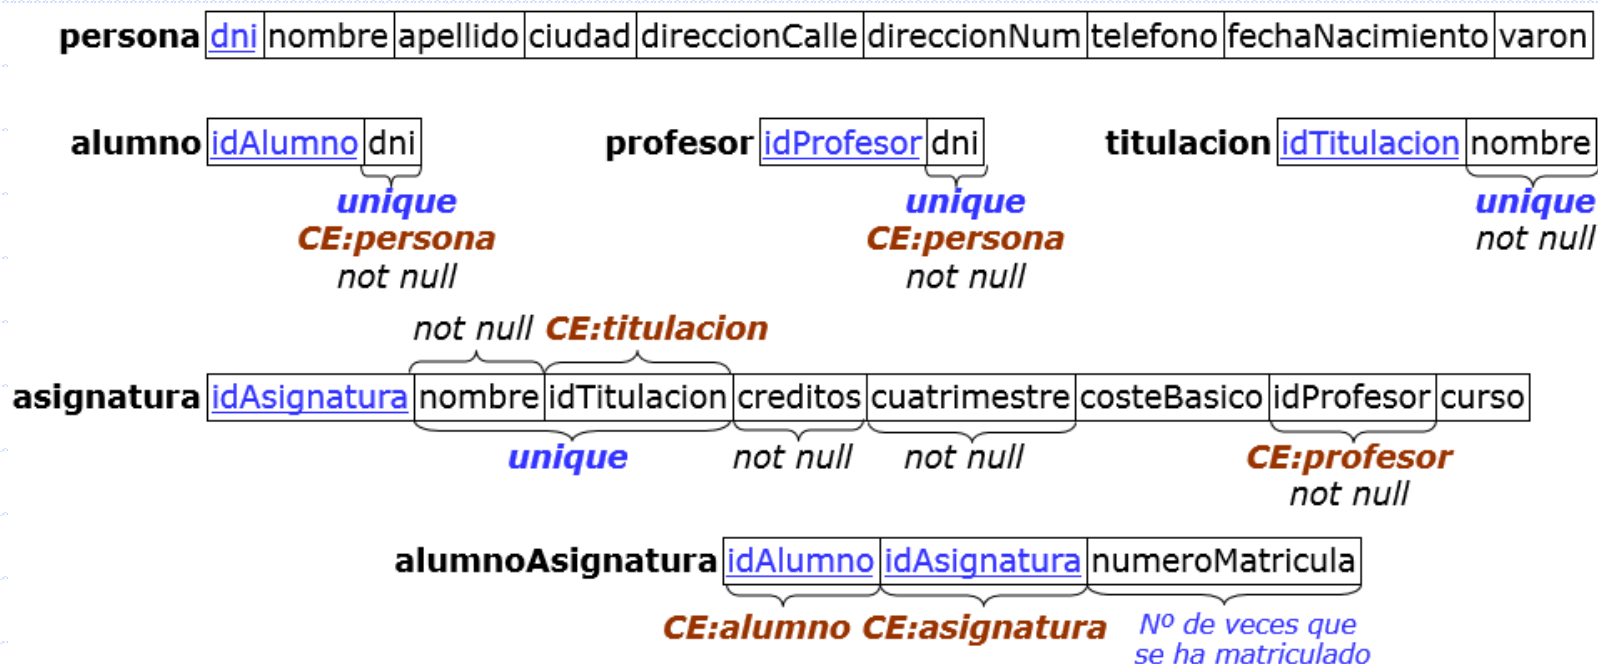 persona dni nombre apellido ciudad direccionCalle direccionNum telefono fechaNacimiento varon
alumno idAlumno dni profesor idProfesor dni titulacion idTitulacion nombre
unique unique unique
CE:persona CE:persona not null
not null not null
not null CE:titulacion
asignatura idAsignatura nombre idTitulacion creditos cuatrimestre costeBasico idProfesor curso
unique not null not null CE:profesor
not null
alumnoAsignatura idAlumno idAsignatura numeroMatricula
CE:alumno CE:asignatura Nº de veces que
se ha matriculado